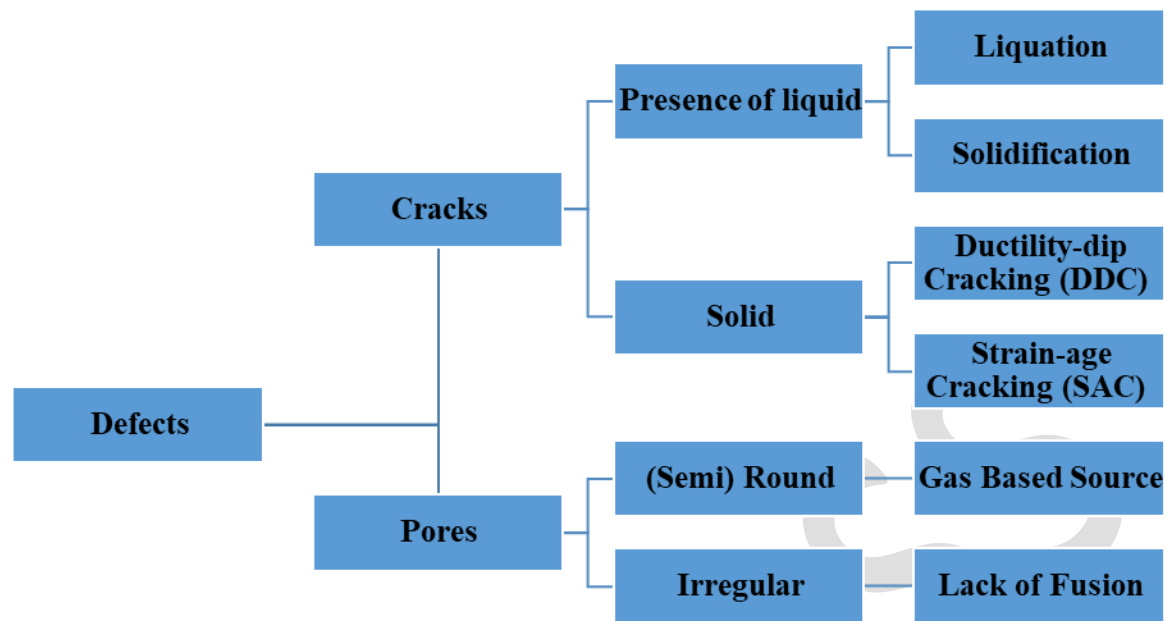 Liquation
Presence of liquid
Solidification
Cracks
Ductility-dip
Cracking (DDC)
Solid
Strain-age
Cracking (SAC)
Defects
(Semi) Round
Gas Based Source
Pores
Irregular
Lack of Fusion